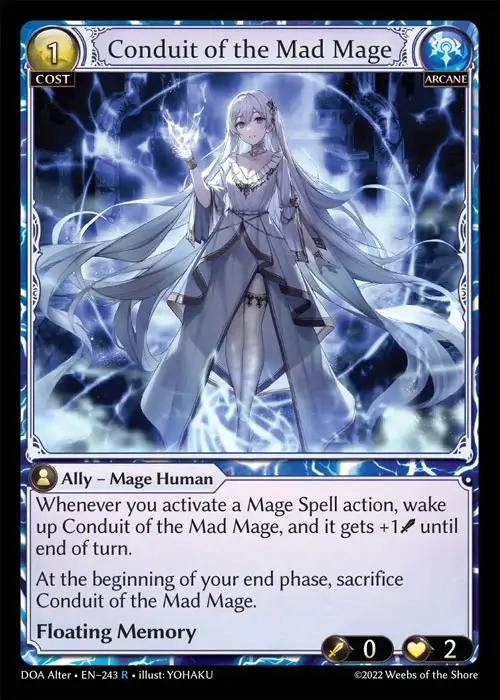 1
COST
Conduit of the Mad Mage
ARCANE
Ally – Mage Human
Whenever you activate a Mage Spell action, wake
up Conduit of the Mad Mage, and it gets +1 until
end of turn.
At the beginning of your end phase, sacrifice
Conduit of the Mad Mage.
Floating Memory
0
2
DOA Alter • EN–243 R • illust: YOHAKU
©2022 Weebs of the Shore